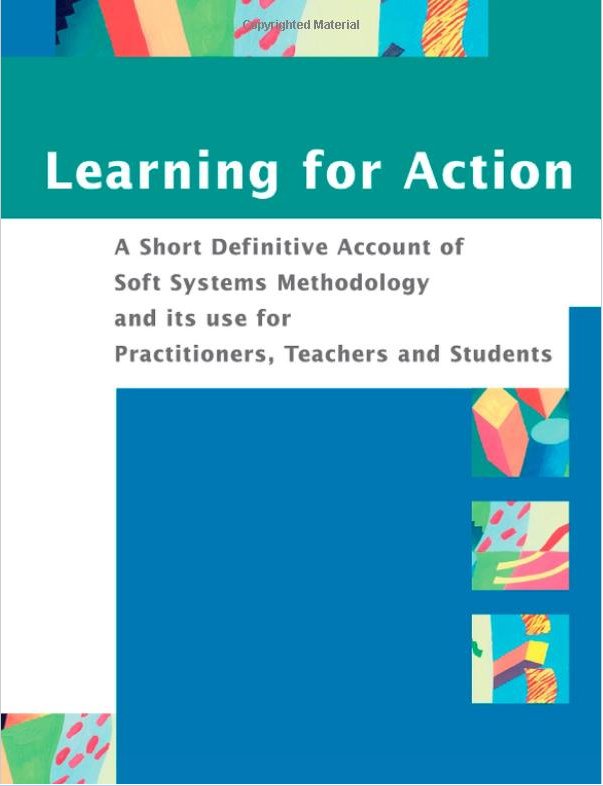 Copyrighted Material
Learning for Action
A Short Definitive Account of
Soft Systems Methodology
and its use for
Practitioners, Teachers and Students